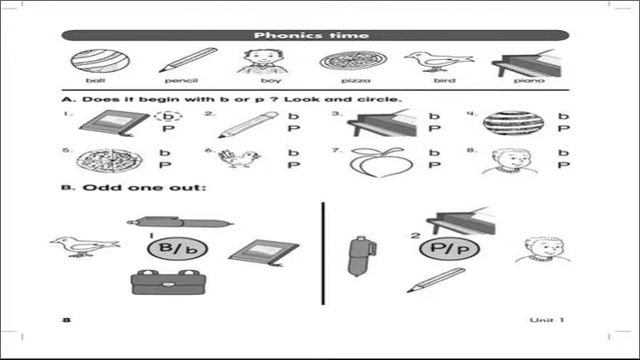 Phonics time
ball pencil boy pizza bird piano
A. Does it begin with b or p ? Look and circle.
1. b 2. b 3. b 4. b
p p p p
5. b 6. b 7. b 8. b
p p p p
B. Odd one out:
1 2
B/b P/p
8 Unit 1